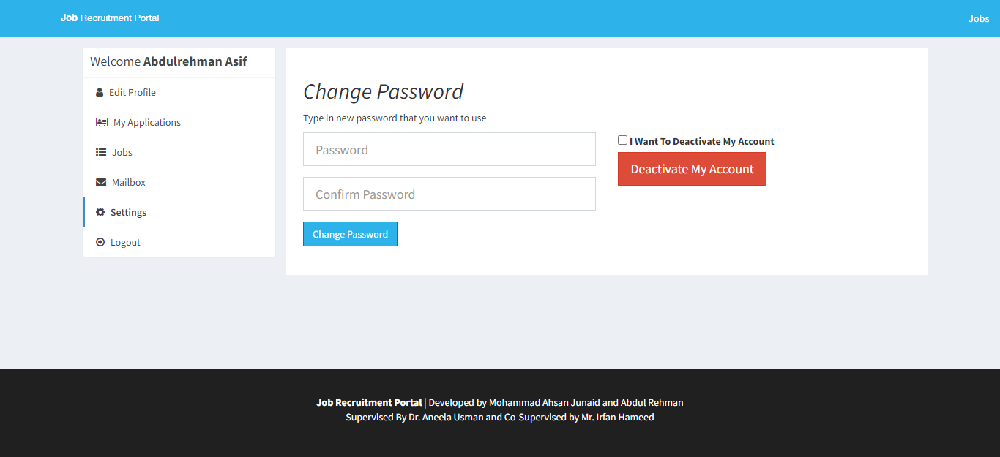 Job Recruitment Portal
Jobs
Welcome Abdulrehman Asif
Edit Profile
My Applications
Jobs
Mailbox
Settings
Logout
Change Password
Type in new password that you want to use
Password
Confirm Password
Change Password
I Want To Deactivate My Account
Deactivate My Account
Job Recruitment Portal | Developed by Mohammad Ahsan Junaid and Abdul Rehman
Supervised By Dr. Aneela Usman and Co-Supervised by Mr. Irfan Hameed